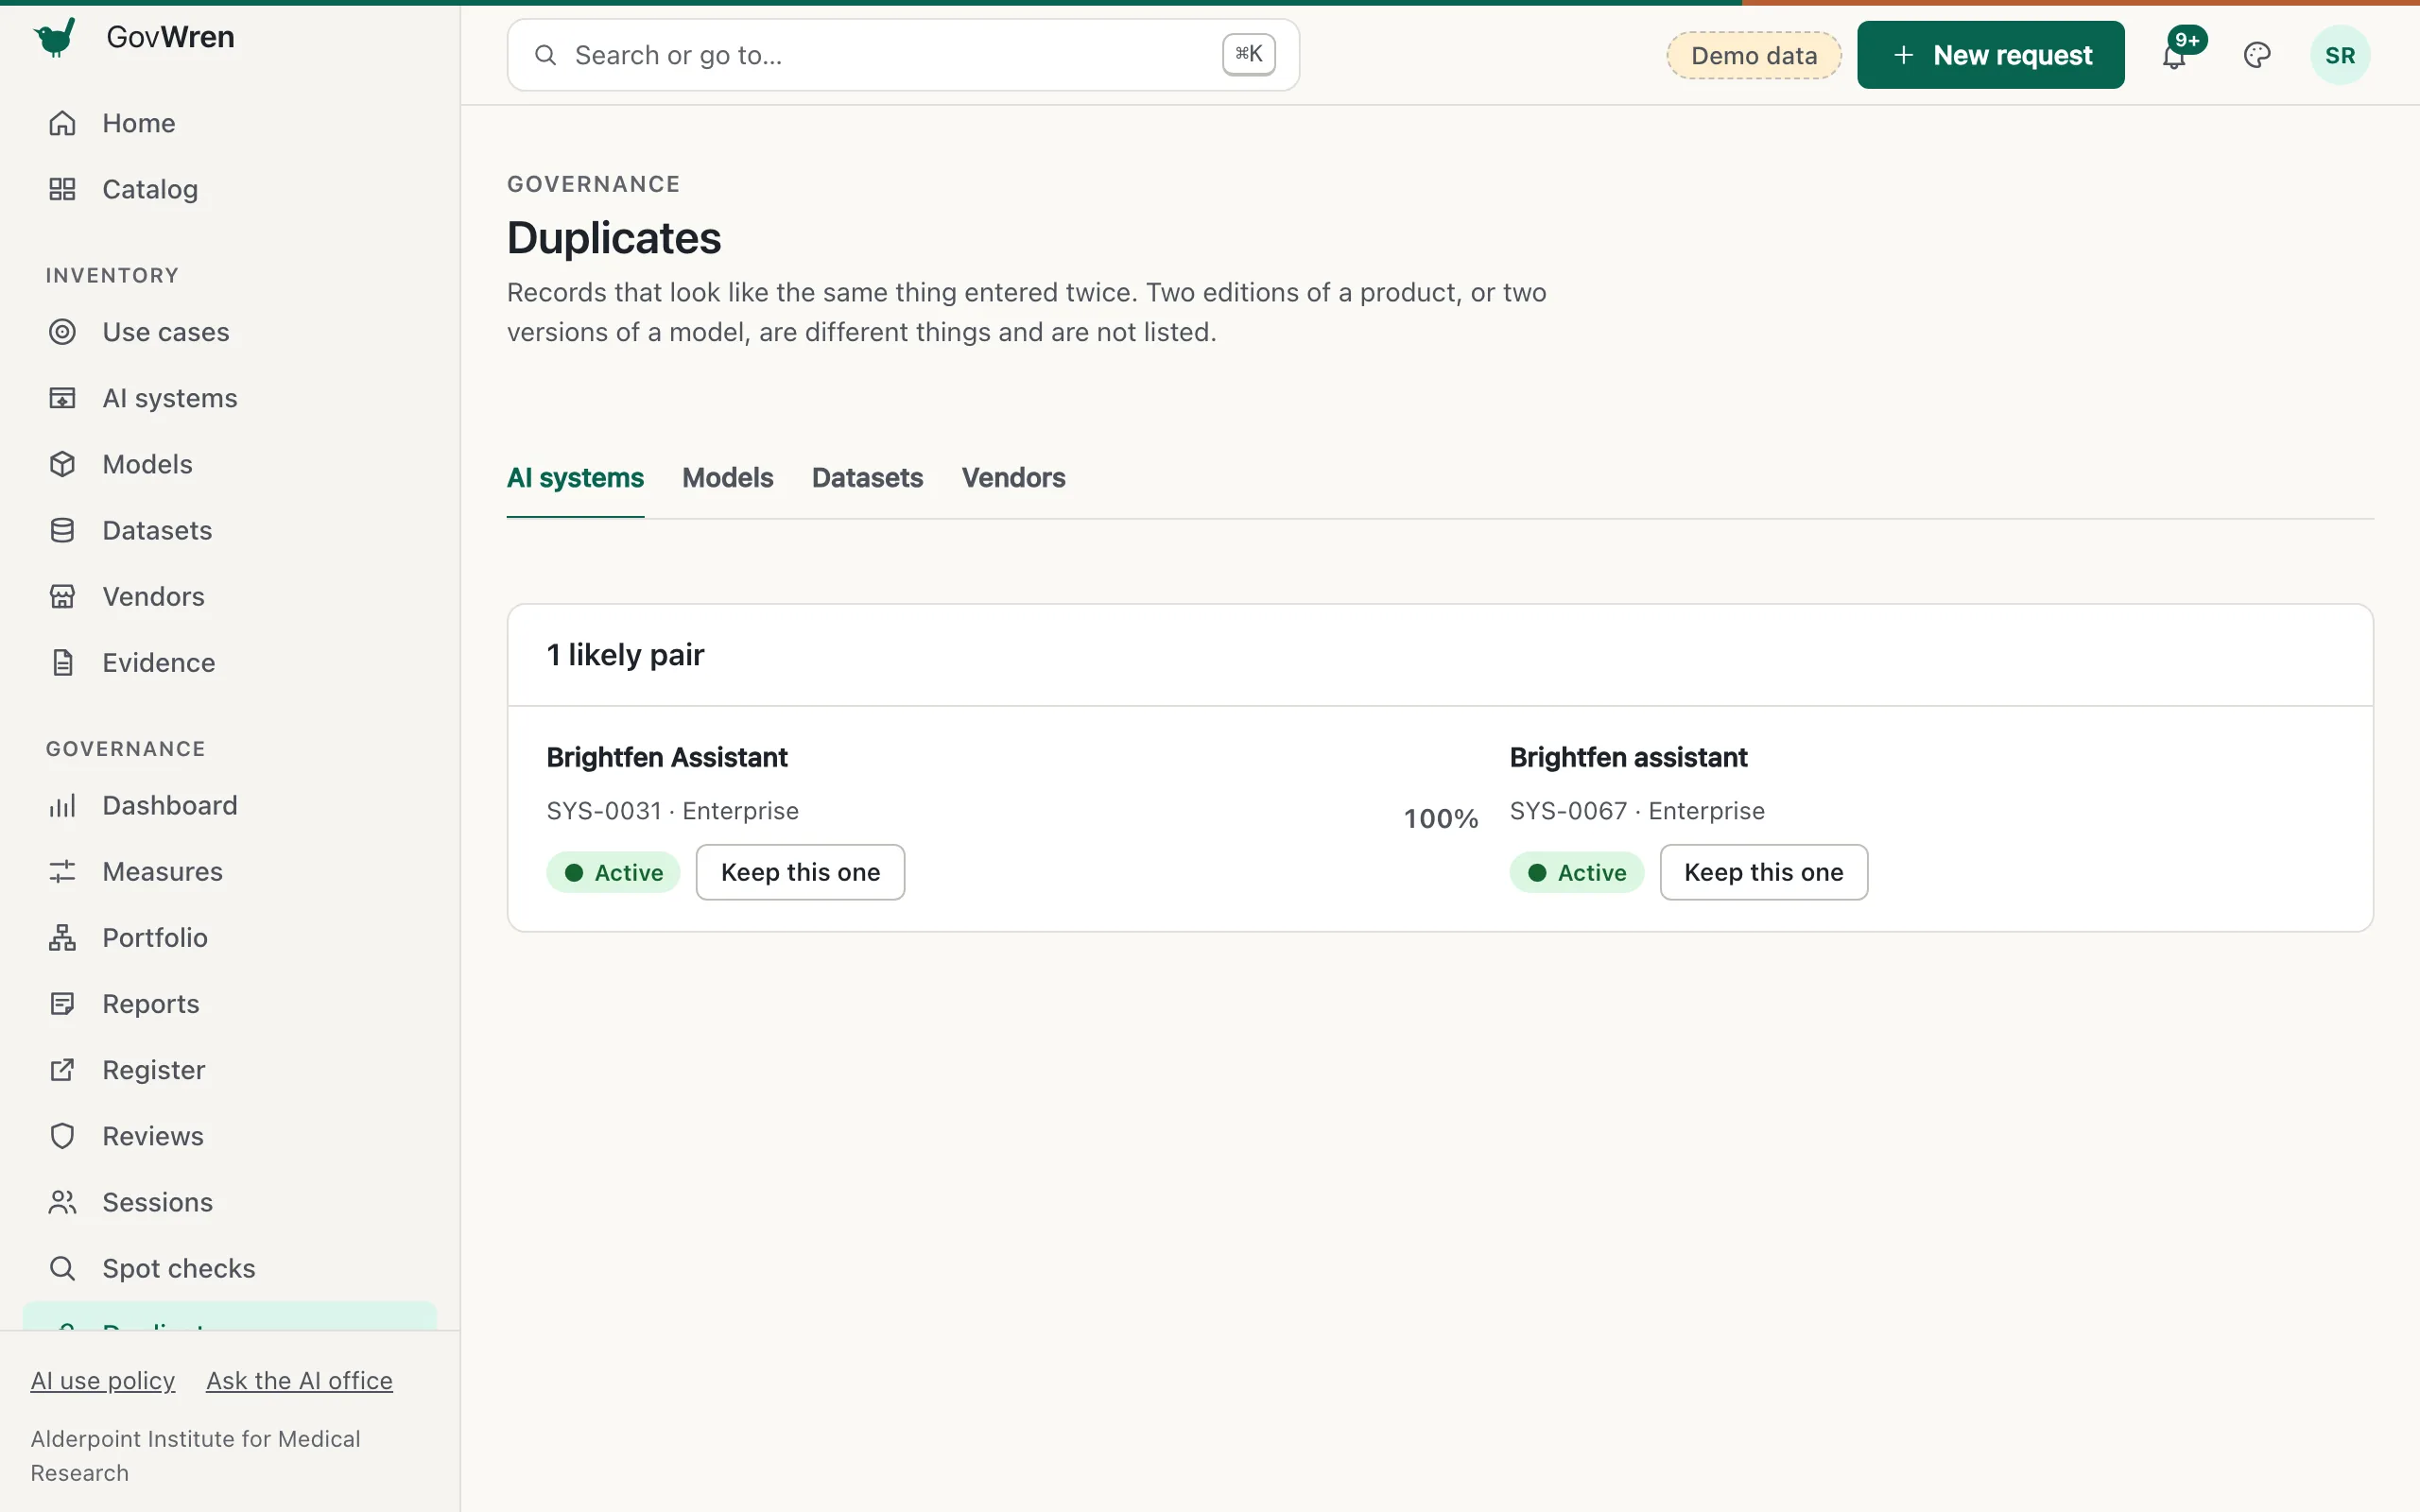 GovWren
Search or go to...
⌘K
Demo data
+ New request
9+
SR
Home
Catalog
INVENTORY
Use cases
AI systems
Models
Datasets
Vendors
Evidence
GOVERNANCE
Dashboard
Measures
Portfolio
Reports
Register
Reviews
Sessions
Spot checks
AI use policy
Ask the AI office
Alderpoint Institute for Medical
Research
GOVERNANCE
Duplicates
Records that look like the same thing entered twice. Two editions of a product, or two
versions of a model, are different things and are not listed.
AI systems
Models
Datasets
Vendors
1 likely pair
Brightfen Assistant
SYS-0031 · Enterprise
Active
Keep this one
100%
Brightfen assistant
SYS-0067 · Enterprise
Active
Keep this one